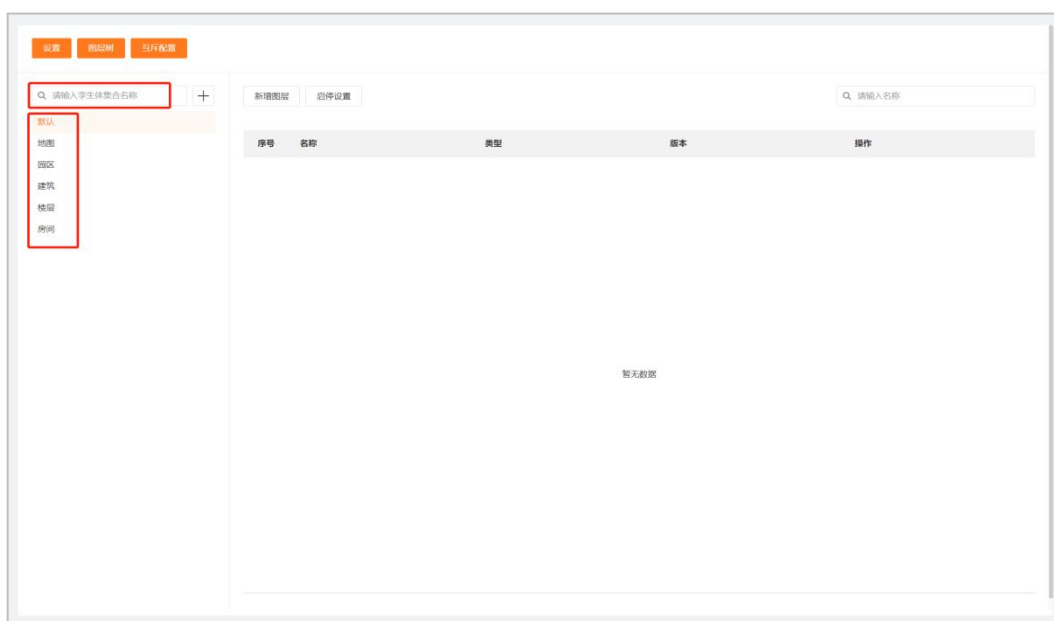 设置 图层树 互斥配置
请输入孪生体集合名称
新增图层 启停设置 请输入名称
默认
地图
园区
建筑
楼层
房间
序号 名称 类型 版本 操作
暂无数据